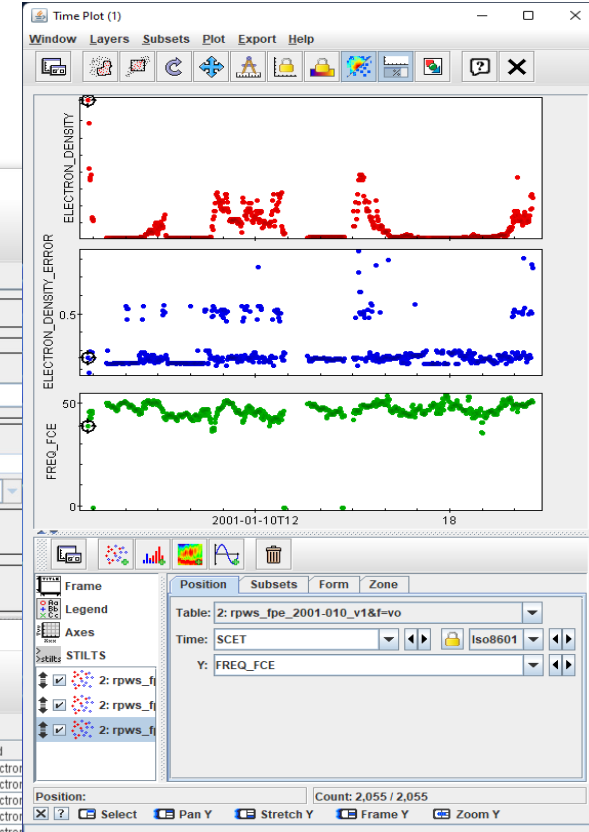 Time Plot (1)
Window Layers Subsets Plot Export Help
ELECTRON_DENSITY
ELECTRON_DENSITY_ERROR
0.5
FREQ_FCE
50
0
2001-01-10T12 18
Frame
Legend
Axes
STILTS
2: rpws_f
2: rpws_f
2: rpws_f
Position Subsets Form Zone
Table: 2: rpws_fpe_2001-010_v1&f=vo
Time: SCET Iso8601
Y: FREQ_FCE
Position: Count: 2,055 / 2,055
Select Pan Y Stretch Y Frame Y Zoom Y